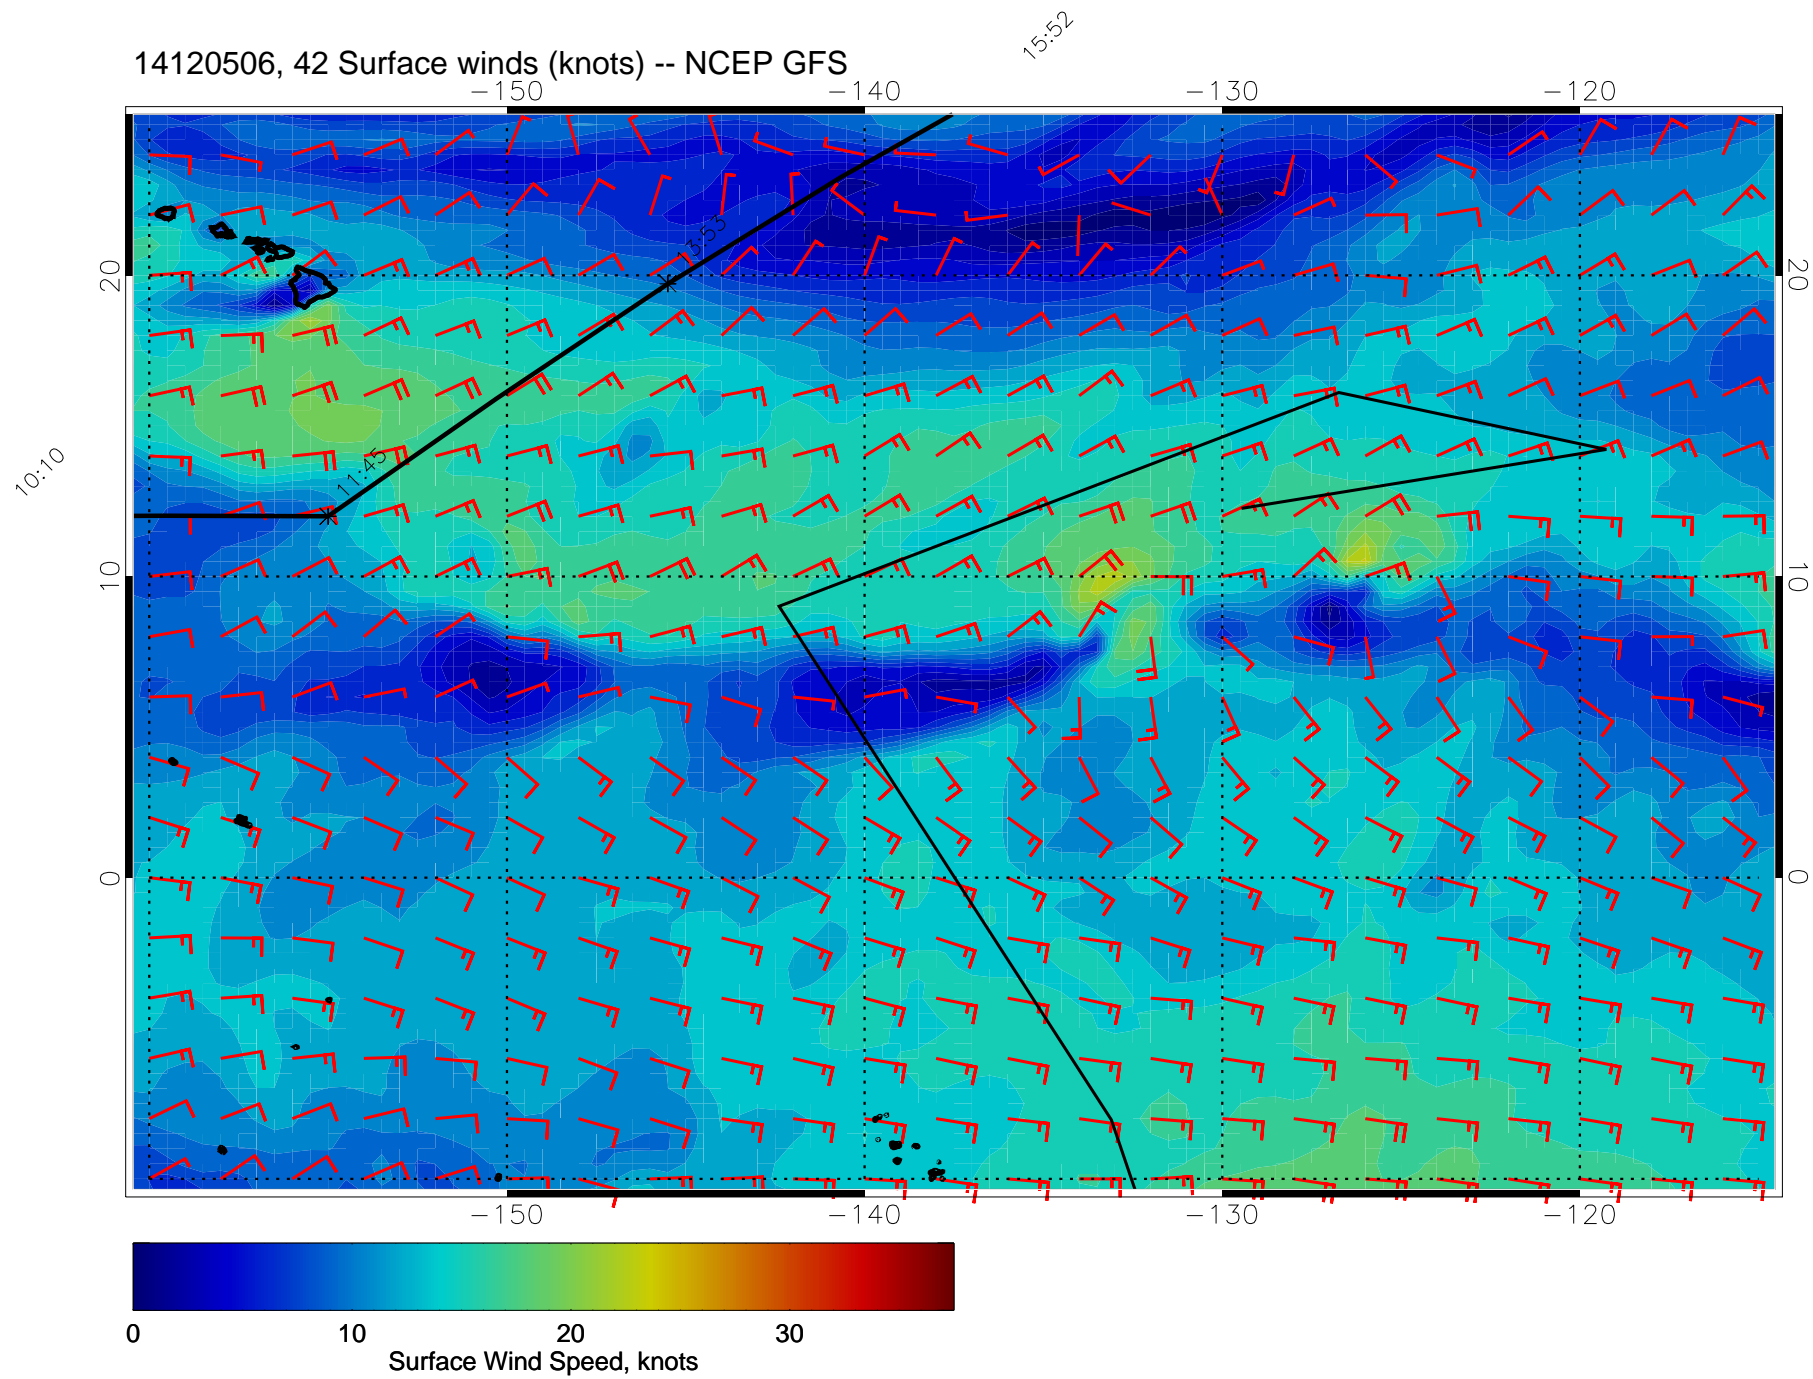 15:52
14120506, 42 Surface winds (knots) -- NCEP GFS
-150 -140 -130 -120
13:53
20 20
11:45
10:10
10 10
0 0
-150 -140 -130 -120
0 10 20 30
Surface Wind Speed, knots